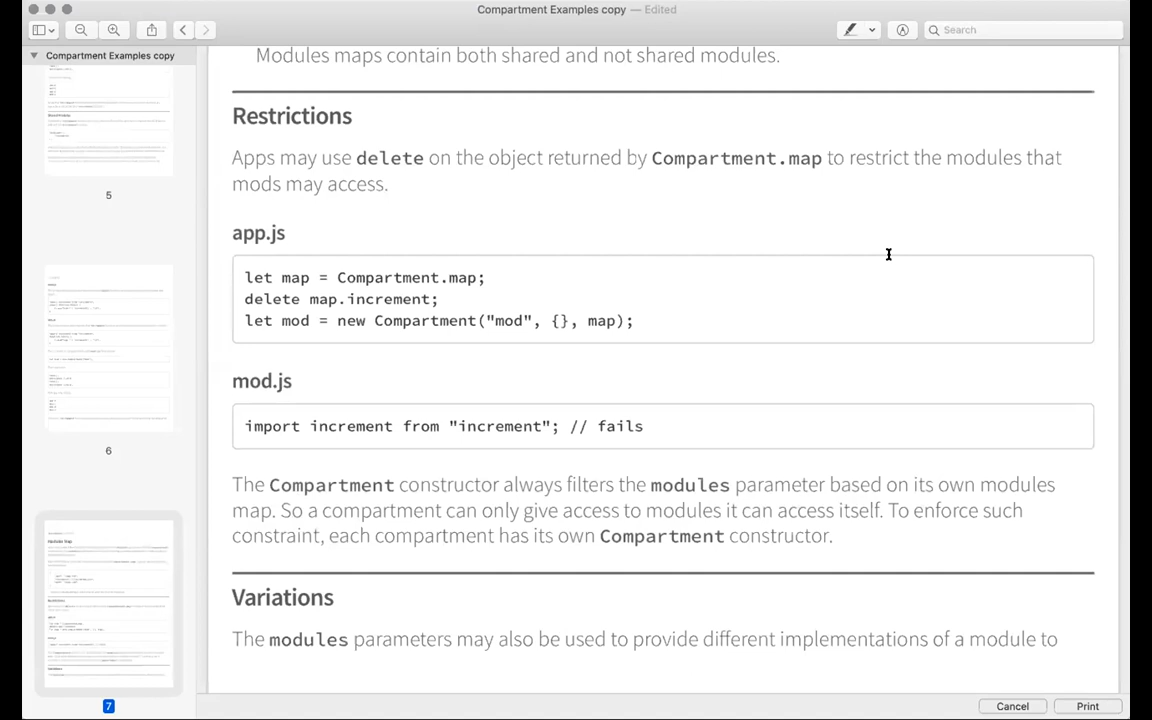 Compartment Examples copy — Edited
Search
Compartment Examples copy
5
6
7
Modules maps contain both shared and not shared modules.
Restrictions
Apps may use delete on the object returned by Compartment.map to restrict the modules that
mods may access.
app.js
let map = Compartment.map;
delete map.increment;
let mod = new Compartment("mod", {}, map);
mod.js
import increment from "increment"; // fails
The Compartment constructor always filters the modules parameter based on its own modules
map. So a compartment can only give access to modules it can access itself. To enforce such
constraint, each compartment has its own Compartment constructor.
Variations
The modules parameters may also be used to provide different implementations of a module to
Cancel
Print